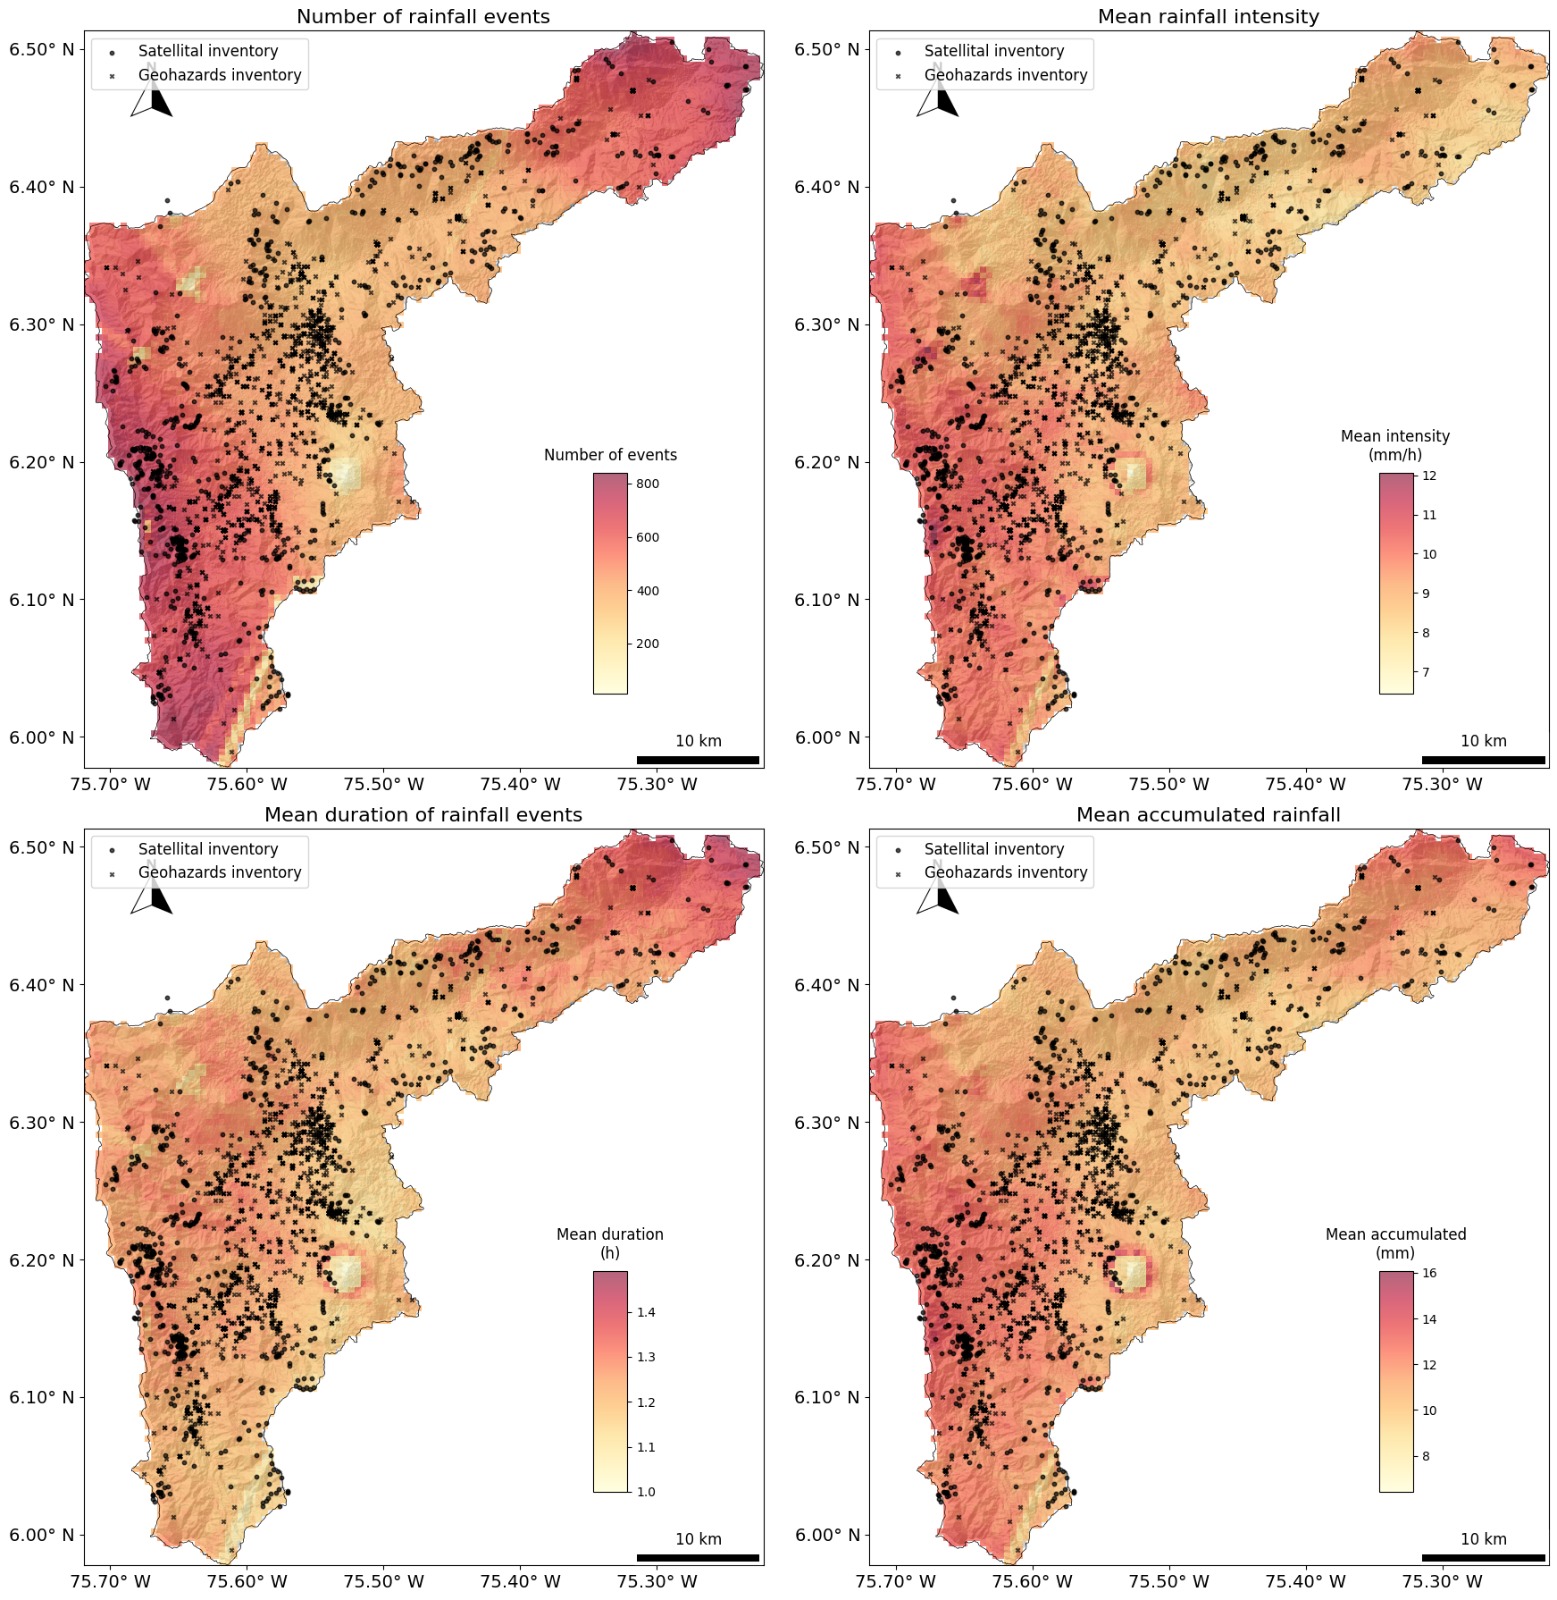 Number of rainfall events
Satellital inventory
Geohazards inventory
N
6.50° N
6.40° N
6.30° N
6.20° N
6.10° N
6.00° N
Number of events
800
600
400
200
10 km
75.70° W
75.60° W
75.50° W
75.40° W
75.30° W
Mean rainfall intensity
Satellital inventory
Geohazards inventory
N
6.50° N
6.40° N
6.30° N
6.20° N
6.10° N
6.00° N
Mean intensity
(mm/h)
12
11
10
9
8
7
10 km
75.70° W
75.60° W
75.50° W
75.40° W
75.30° W
Mean duration of rainfall events
Satellital inventory
Geohazards inventory
N
6.50° N
6.40° N
6.30° N
6.20° N
6.10° N
6.00° N
Mean duration
(h)
1.4
1.3
1.2
1.1
1.0
10 km
75.70° W
75.60° W
75.50° W
75.40° W
75.30° W
Mean accumulated rainfall
Satellital inventory
Geohazards inventory
N
6.50° N
6.40° N
6.30° N
6.20° N
6.10° N
6.00° N
Mean accumulated
(mm)
16
14
12
10
8
10 km
75.70° W
75.60° W
75.50° W
75.40° W
75.30° W